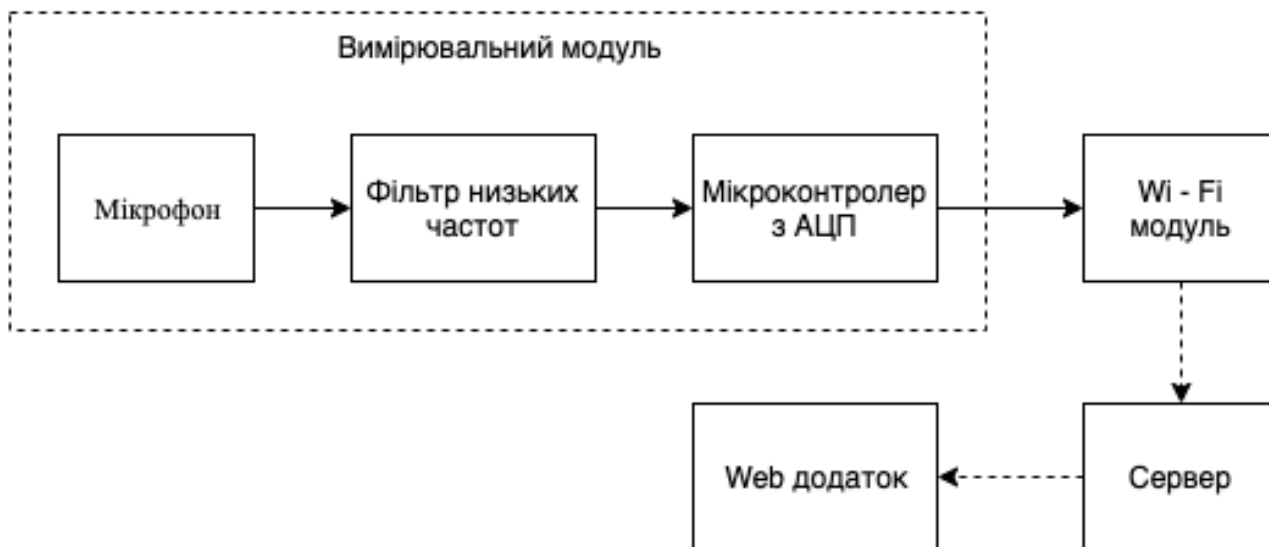 Вимірювальний модуль
Мікрофон
Фільтр низьких
частот
Мікроконтролер
з АЦП
Wi - Fi
модуль
Web додаток
Сервер